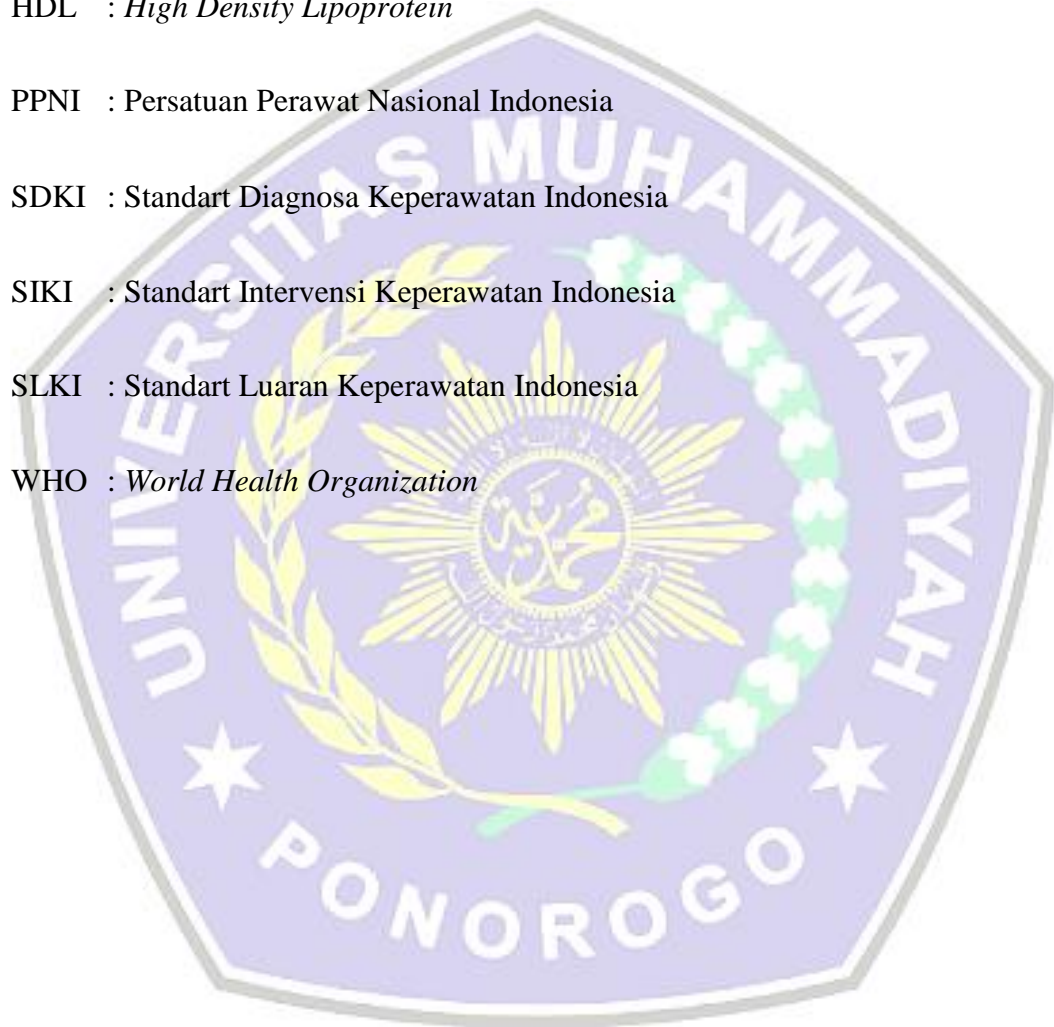 HDL : High Density Lipoprotein
PPNI : Persatuan Perawat Nasional Indonesia
SDKI : Standart Diagnosa Keperawatan Indonesia
SIKI : Standart Intervensi Keperawatan Indonesia
SLKI : Standart Luaran Keperawatan Indonesia
WHO : World Health Organization
UNIVERSITAS MUHAMMADIYAH
PONOROGO
محمدية